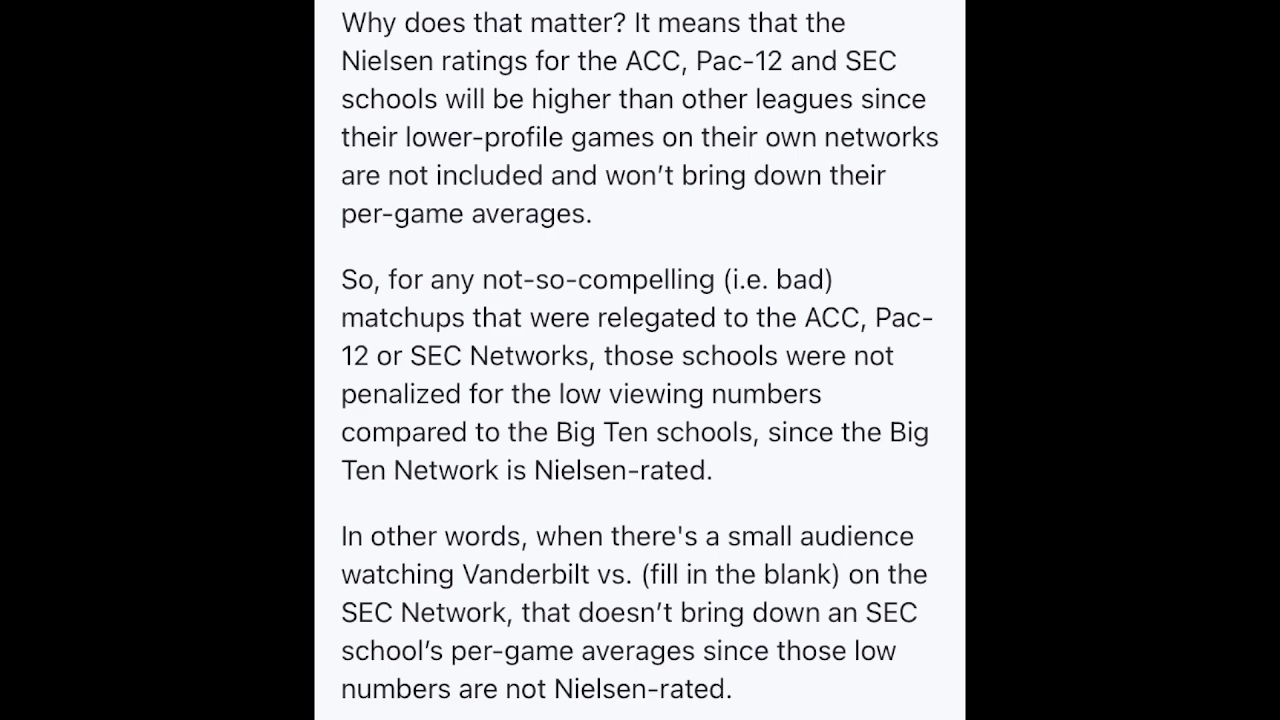 Why does that matter? It means that the
Nielsen ratings for the ACC, Pac-12 and SEC
schools will be higher than other leagues since
their lower-profile games on their own networks
are not included and won’t bring down their
per-game averages.
So, for any not-so-compelling (i.e. bad)
matchups that were relegated to the ACC, Pac-
12 or SEC Networks, those schools were not
penalized for the low viewing numbers
compared to the Big Ten schools, since the Big
Ten Network is Nielsen-rated.
In other words, when there's a small audience
watching Vanderbilt vs. (fill in the blank) on the
SEC Network, that doesn’t bring down an SEC
school’s per-game averages since those low
numbers are not Nielsen-rated.